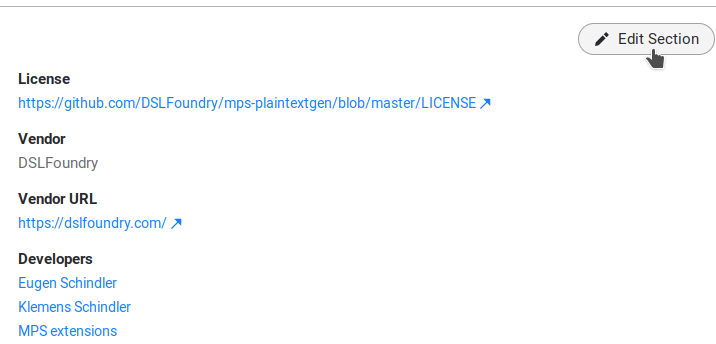 Edit Section
License
https://github.com/DSLFoundry/mps-plaintextgen/blob/master/LICENSE
Vendor
DSLFoundry
Vendor URL
https://dslfoundry.com/
Developers
Eugen Schindler
Klemens Schindler
MPS extensions